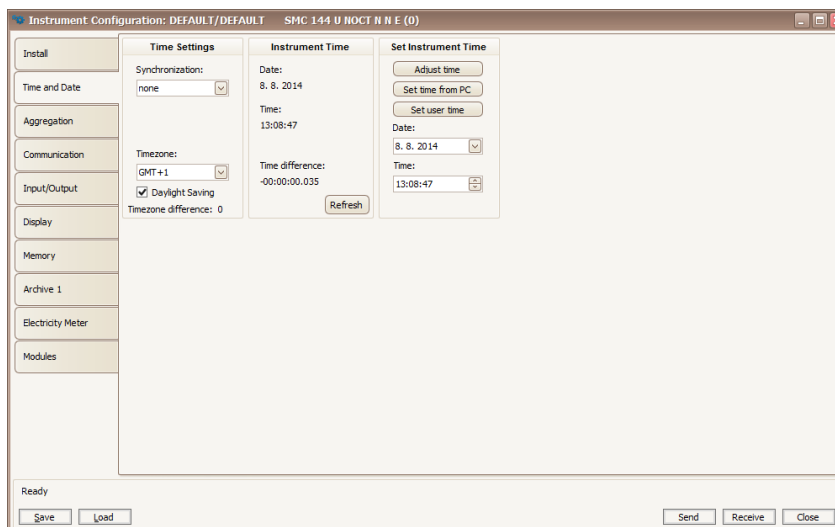 Instrument Configuration: DEFAULT/DEFAULT SMC 144 U NOCT N N E (0)
Install
Time and Date
Aggregation
Communication
Input/Output
Display
Memory
Archive 1
Electricity Meter
Modules
Time Settings
Synchronization:
none
Timezone:
GMT+1
Daylight Saving
Timezone difference: 0
Instrument Time
Date:
8. 8. 2014
Time:
13:08:47
Time difference:
-00:00:00.035
Refresh
Set Instrument Time
Adjust time
Set time from PC
Set user time
Date:
8. 8. 2014
Time:
13:08:47
Ready
Save Load Send Receive Close